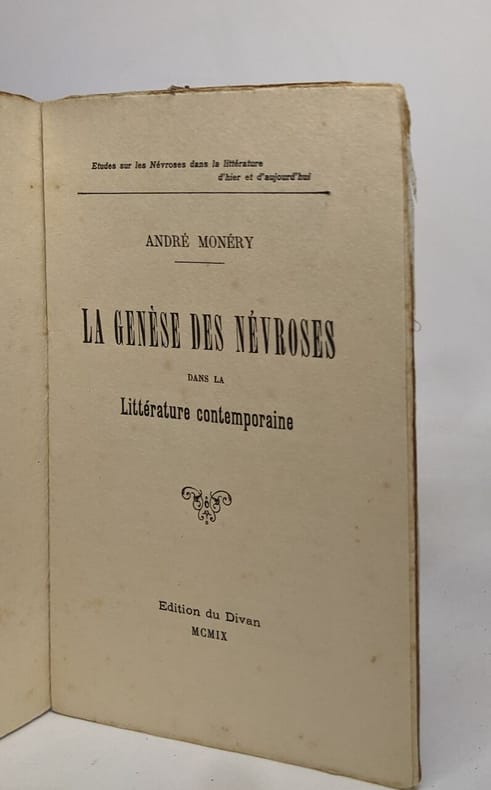 Etudes sur les Névroses dans la littérature
d'hier et d'aujourd'hui
ANDRÉ MONÉRY
LA GENÈSE DES NÉVROSES
DANS LA
Littérature contemporaine
Edition du Divan
MCMIX